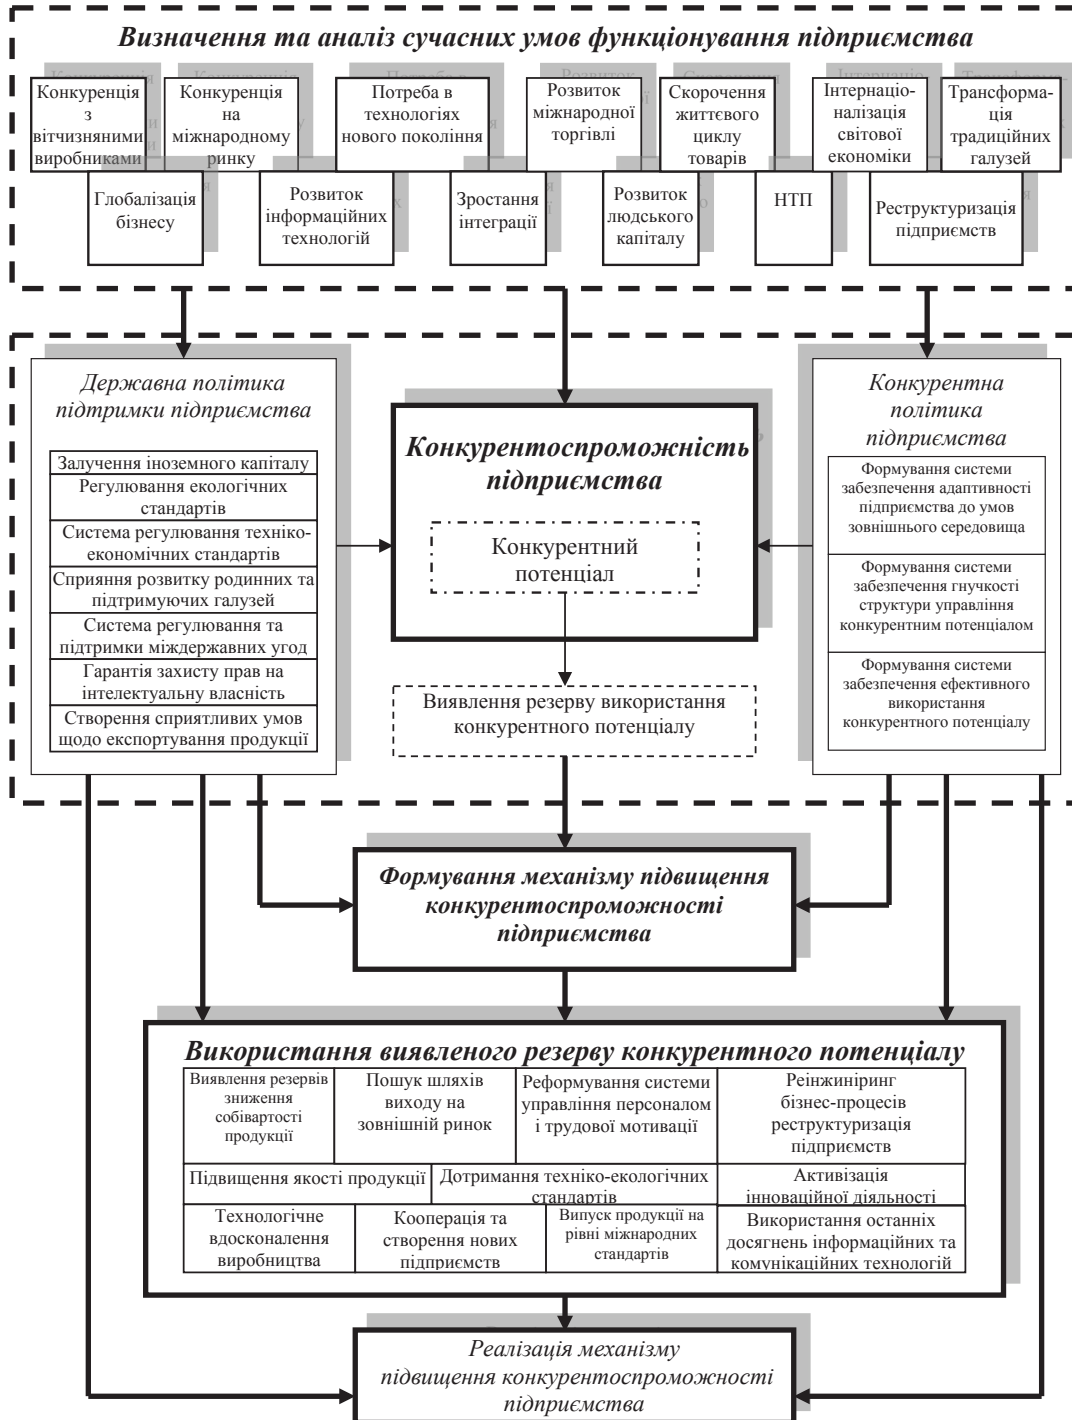 Визначення та аналіз сучасних умов функціонування підприємства
Конкуренція
з
вітчизняними
виробниками
Конкуренція
на
міжнародному
ринку
Потреба в
технологіях
нового покоління
Розвиток
міжнародної
торгівлі
Скорочення
життєвого
циклу
товарів
Інтернаціо-
налізація
світової
економіки
Трансформа-
ція
традиційних
галузей
Глобалізація
бізнесу
Розвиток
інформаційних
технологій
Зростання
інтеграції
Розвиток
людського
капіталу
НТП
Реструктуризація
підприємств
Державна політика
підтримки підприємства
Залучення іноземного капіталу
Регулювання екологічних
стандартів
Система регулювання техніко-
економічних стандартів
Сприяння розвитку родинних та
підтримуючих галузей
Система регулювання та
підтримки міждержавних угод
Гарантія захисту прав на
інтелектуальну власність
Створення сприятливих умов
щодо експортування продукції
Конкурентоспроможність
підприємства
Конкурентний
потенціал
Виявлення резерву використання
конкурентного потенціалу
Конкурентна
політика
підприємства
Формування системи
забезпечення адаптивності
підприємства до умов
зовнішнього середовища
Формування системи
забезпечення гнучкості
структури управління
конкурентним потенціалом
Формування системи
забезпечення ефективного
використання
конкурентного потенціалу
Формування механізму підвищення
конкурентоспроможності
підприємства
Використання виявленого резерву конкурентного потенціалу
Виявлення резервів
зниження
собівартості
продукції
Пошук шляхів
виходу на
зовнішній ринок
Реформування системи
управління персоналом
і трудової мотивації
Реінжиніринг
бізнес-процесів
реструктуризація
підприємств
Підвищення якості продукції
Дотримання техніко-екологічних
стандартів
Активізація
інноваційної діяльності
Технологічне
вдосконалення
виробництва
Кооперація та
створення нових
підприємств
Випуск продукції на
рівні міжнародних
стандартів
Використання останніх
досягнень інформаційних та
комунікаційних технологій
Реалізація механізму
підвищення конкурентоспроможності
підприємства